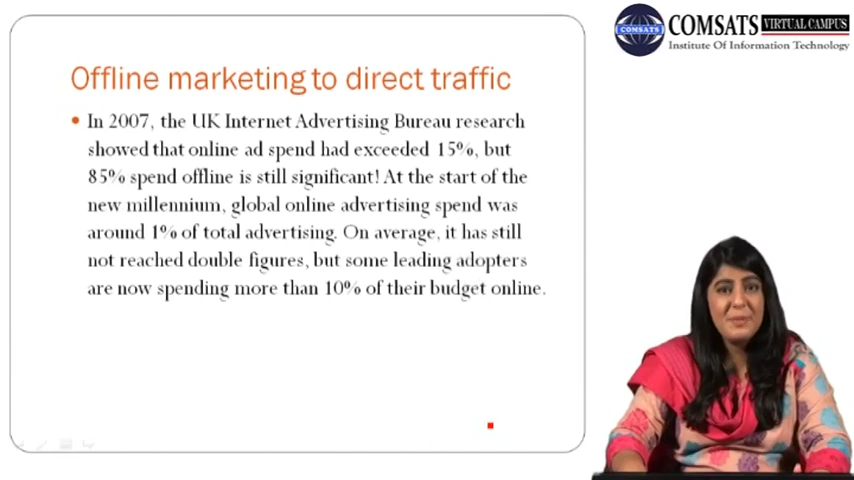 COMSATS VIRTUAL CAMPUS
Institute Of Information Technology
COMSATS
Offline marketing to direct traffic
• In 2007, the UK Internet Advertising Bureau research
showed that online ad spend had exceeded 15%, but
85% spend offline is still significant! At the start of the
new millennium, global online advertising spend was
around 1% of total advertising. On average, it has still
not reached double figures, but some leading adopters
are now spending more than 10% of their budget online.